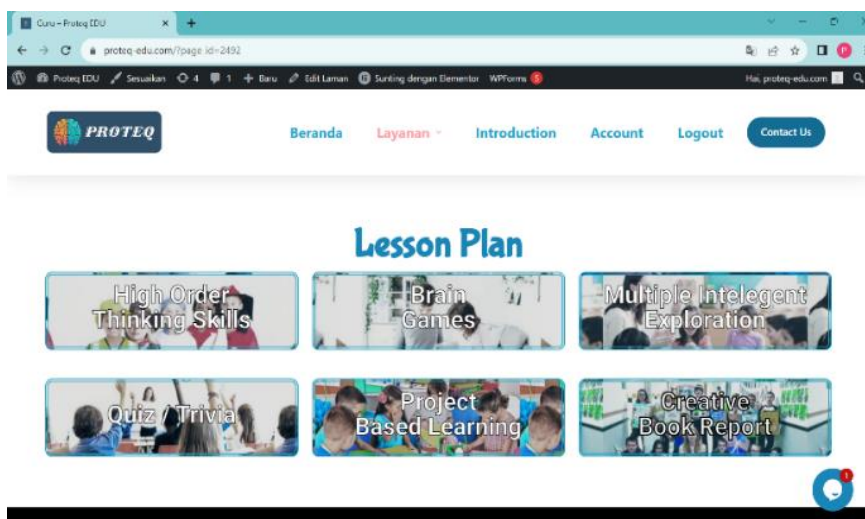 Guru – Proteq EDU
proteq-edu.com/?page_id=2492
Proteq EDU Sesuaikan 4 1 Baru Edit Laman Sunting dengan Elementor WPForms 5 Hai, proteq-edu.com
PROTEQ
Beranda Layanan Introduction Account Logout Contact Us
Lesson Plan
High Order
Thinking Skills
Brain
Games
Multiple Intelegent
Exploration
Quiz / Trivia
Project
Based Learning
Creative
Book Report
1